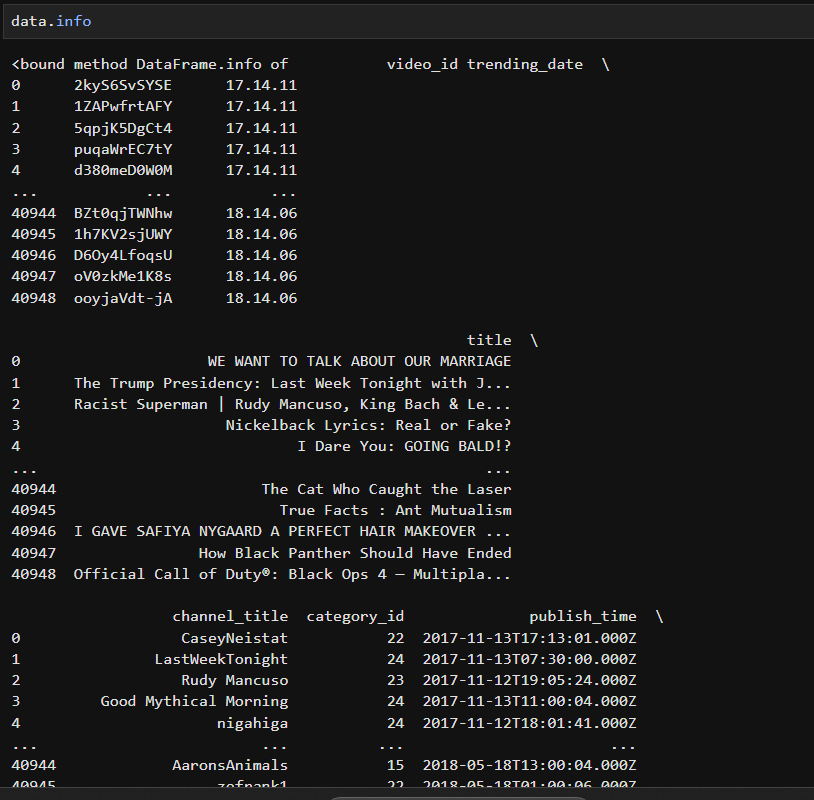 data.info
<bound method DataFrame.info of           video_id trending_date  \
0      2kyS6SvSYSE      17.14.11
1      1ZAPwfrtAFY      17.14.11
2      5qpjK5DgCt4      17.14.11
3      puqaWrEC7tY      17.14.11
4      d380meD0W0M      17.14.11
...            ...           ...
40944  BZt0qjTWNhw      18.14.06
40945  1h7KV2sjUWY      18.14.06
40946  D6Oy4LfoqsU      18.14.06
40947  oV0zkMe1K8s      18.14.06
40948  ooyjaVdt-jA      18.14.06
                                                   title  \
0                     WE WANT TO TALK ABOUT OUR MARRIAGE
1      The Trump Presidency: Last Week Tonight with J...
2      Racist Superman | Rudy Mancuso, King Bach & Le...
3                       Nickelback Lyrics: Real or Fake?
4                               I Dare You: GOING BALD!?
...                                                  ...
40944                       The Cat Who Caught the Laser
40945                         True Facts : Ant Mutualism
40946  I GAVE SAFIYA NYGAARD A PERFECT HAIR MAKEOVER ...
40947                How Black Panther Should Have Ended
40948  Official Call of Duty®: Black Ops 4 — Multipla...
                  channel_title  category_id              publish_time  \
0                   CaseyNeistat           22  2017-11-13T17:13:01.000Z
1                LastWeekTonight           24  2017-11-13T07:30:00.000Z
2                   Rudy Mancuso           23  2017-11-12T19:05:24.000Z
3          Good Mythical Morning           24  2017-11-13T11:00:04.000Z
4                       nigahiga           24  2017-11-12T18:01:41.000Z
...                          ...          ...                       ...
40944              AaronsAnimals           15  2018-05-18T13:00:04.000Z
40945                   zefrank1           22  2018-05-18T01:00:06.000Z